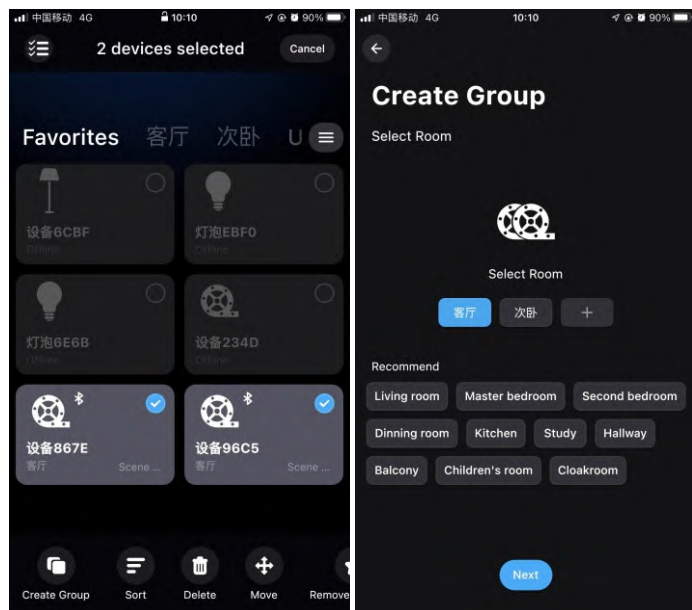 中国移动 4G 10:10 90%
2 devices selected Cancel
Favorites 客厅 次卧 U
设备6CBF 灯泡EBF0
Offline
灯泡6E6B 设备234D
Offline Offline
设备867E 设备96C5
客厅 Scene ... 客厅 Scene ...
Create Group Sort Delete Move Remove
中国移动 4G 10:10 90%
Create Group
Select Room
Select Room
客厅 次卧 +
Recommend
Living room Master bedroom Second bedroom
Dinning room Kitchen Study Hallway
Balcony Children's room Cloakroom
Next